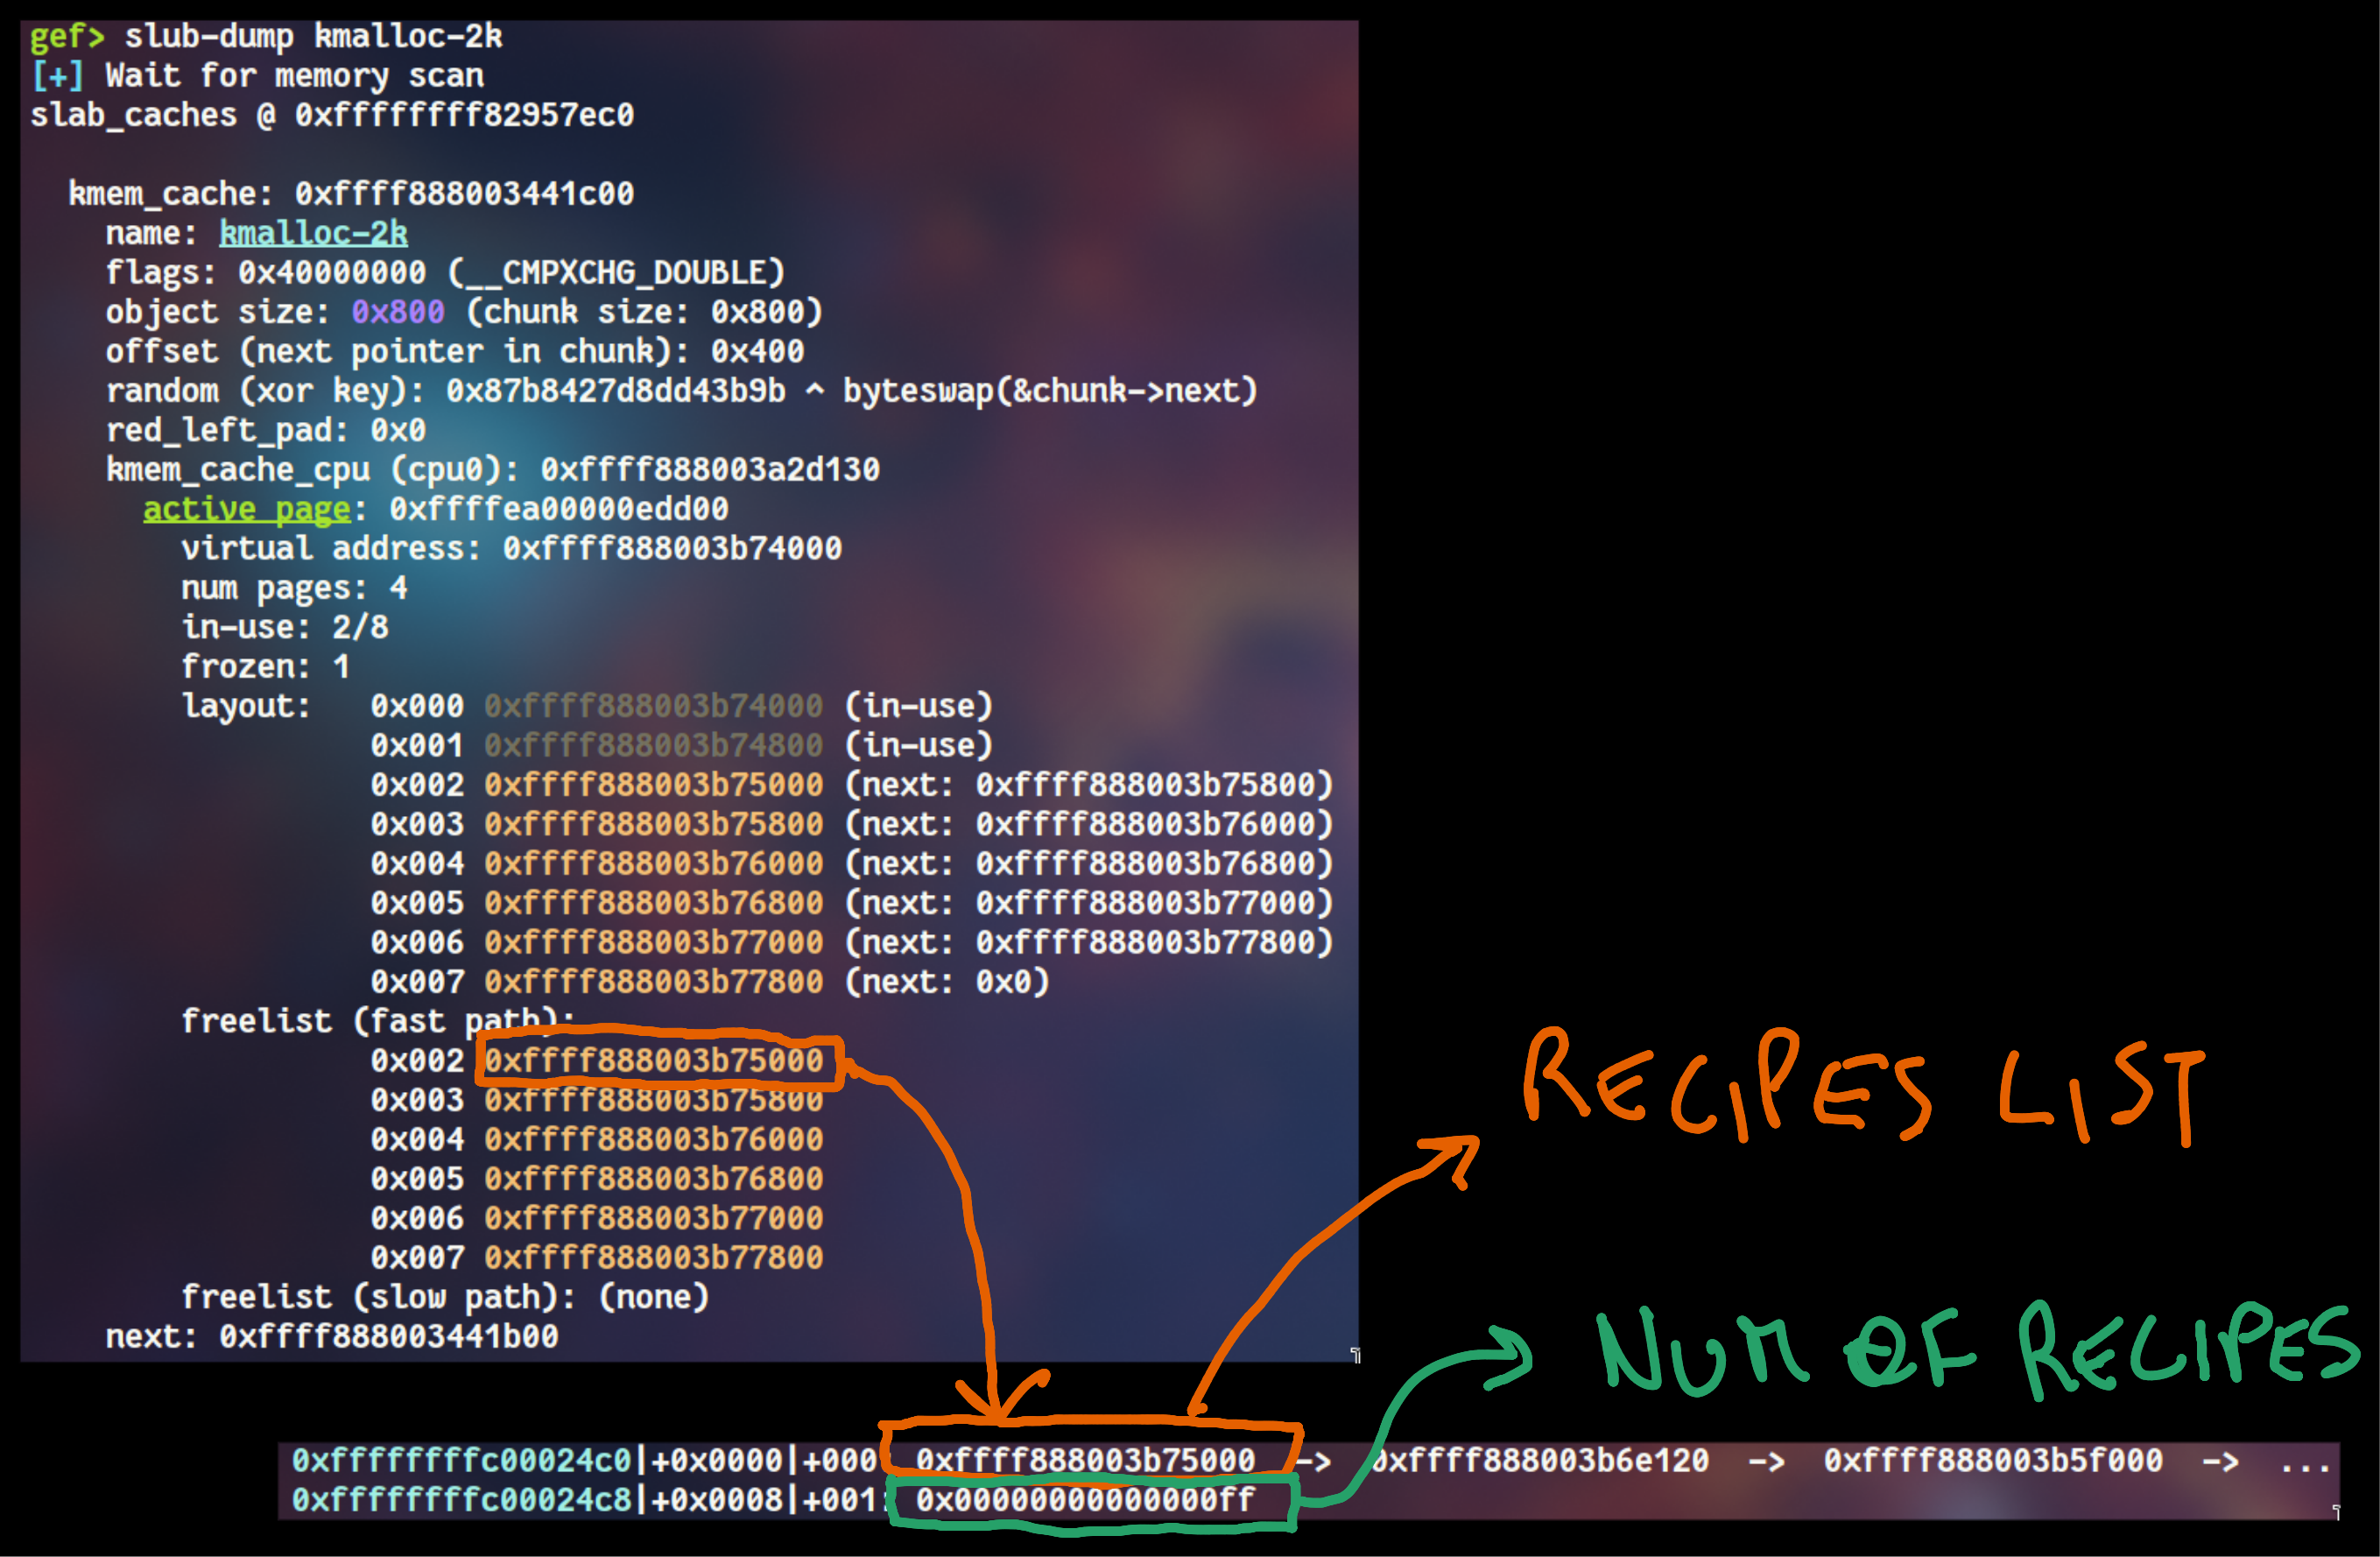 gef> slub-dump kmalloc-2k
[+] Wait for memory scan
slab_caches @ 0xffffffff82957ec0
kmem_cache: 0xffff888003441c00
name: kmalloc-2k
flags: 0x40000000 (__CMPXCHG_DOUBLE)
object size: 0x800 (chunk size: 0x800)
offset (next pointer in chunk): 0x400
random (xor key): 0x87b8427d8dd43b9b ^ byteswap(&chunk->next)
red_left_pad: 0x0
kmem_cache_cpu (cpu0): 0xffff888003a2d130
active page: 0xffffea00000edd00
virtual address: 0xffff888003b74000
num pages: 4
in-use: 2/8
frozen: 1
layout: 0x000 0xffff888003b74000 (in-use)
0x001 0xffff888003b74800 (in-use)
0x002 0xffff888003b75000 (next: 0xffff888003b75800)
0x003 0xffff888003b75800 (next: 0xffff888003b76000)
0x004 0xffff888003b76000 (next: 0xffff888003b76800)
0x005 0xffff888003b76800 (next: 0xffff888003b77000)
0x006 0xffff888003b77000 (next: 0xffff888003b77800)
0x007 0xffff888003b77800 (next: 0x0)
freelist (fast path):
0x002 0xffff888003b75000
0x003 0xffff888003b75800
0x004 0xffff888003b76000
0x005 0xffff888003b76800
0x006 0xffff888003b77000
0x007 0xffff888003b77800
freelist (slow path): (none)
next: 0xffff888003441b00
RECIPES LIST
NUM OF RECIPES
0xffffffffc00024c0|+0x0000|+000: 0xffff888003b75000 -> 0xffff888003b6e120 -> 0xffff888003b5f000 -> ...
0xffffffffc00024c8|+0x0008|+001: 0x00000000000000ff